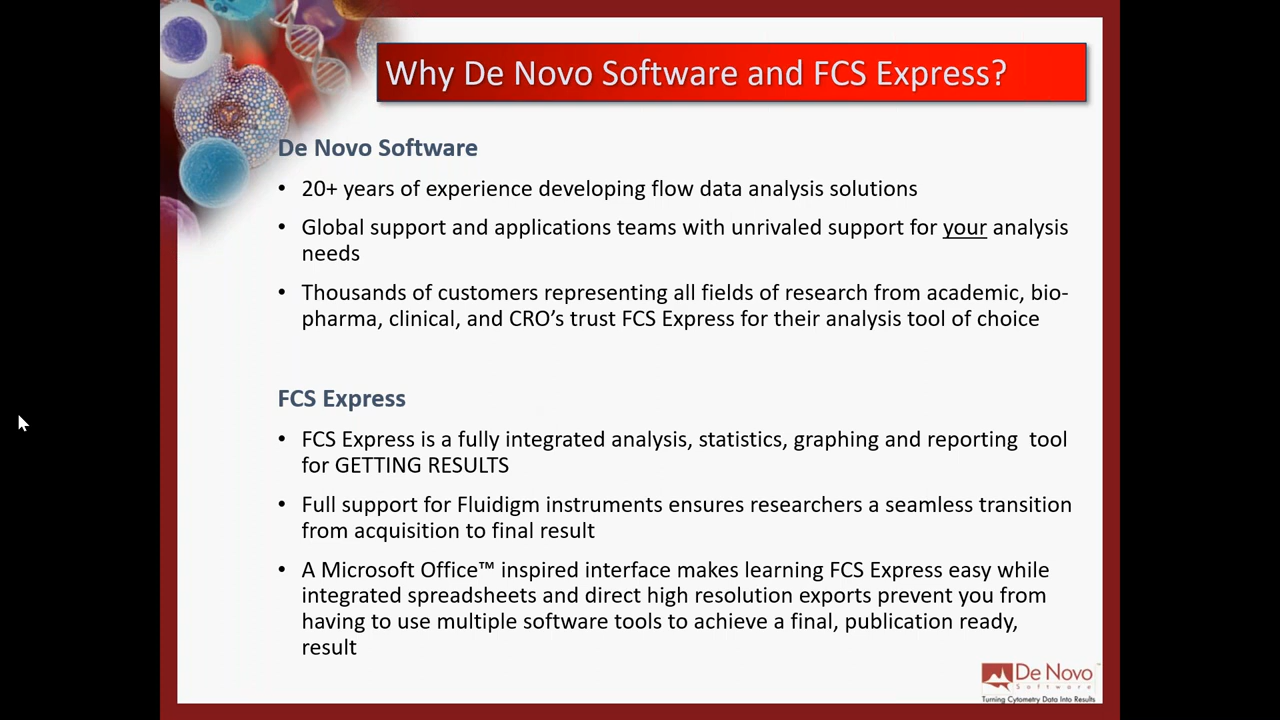 Why De Novo Software and FCS Express?
De Novo Software
• 20+ years of experience developing flow data analysis solutions
• Global support and applications teams with unrivaled support for your analysis
needs
• Thousands of customers representing all fields of research from academic, bio-
pharma, clinical, and CRO’s trust FCS Express for their analysis tool of choice
FCS Express
• FCS Express is a fully integrated analysis, statistics, graphing and reporting  tool
for GETTING RESULTS
• Full support for Fluidigm instruments ensures researchers a seamless transition
from acquisition to final result
• A Microsoft Office™ inspired interface makes learning FCS Express easy while
integrated spreadsheets and direct high resolution exports prevent you from
having to use multiple software tools to achieve a final, publication ready,
result
De Novo™
Software
Turning Cytometry Data Into Results